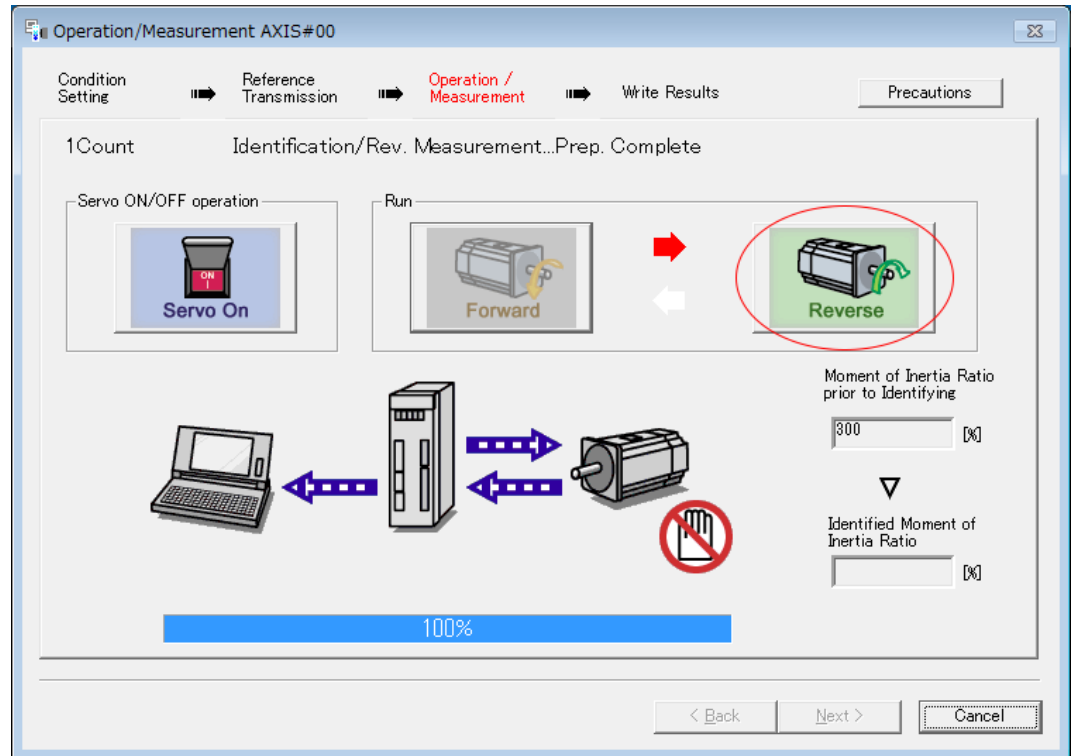 Operation/Measurement AXIS#00
Condition Setting
Reference Transmission
Operation / Measurement
Write Results
Precautions
1Count Identification/Rev. Measurement...Prep. Complete
Servo ON/OFF operation
Run
ON
I
Servo On
Forward
Reverse
Moment of Inertia Ratio
prior to Identifying
300 [%]
Identified Moment of
Inertia Ratio
[%]
100%
< Back
Next >
Cancel